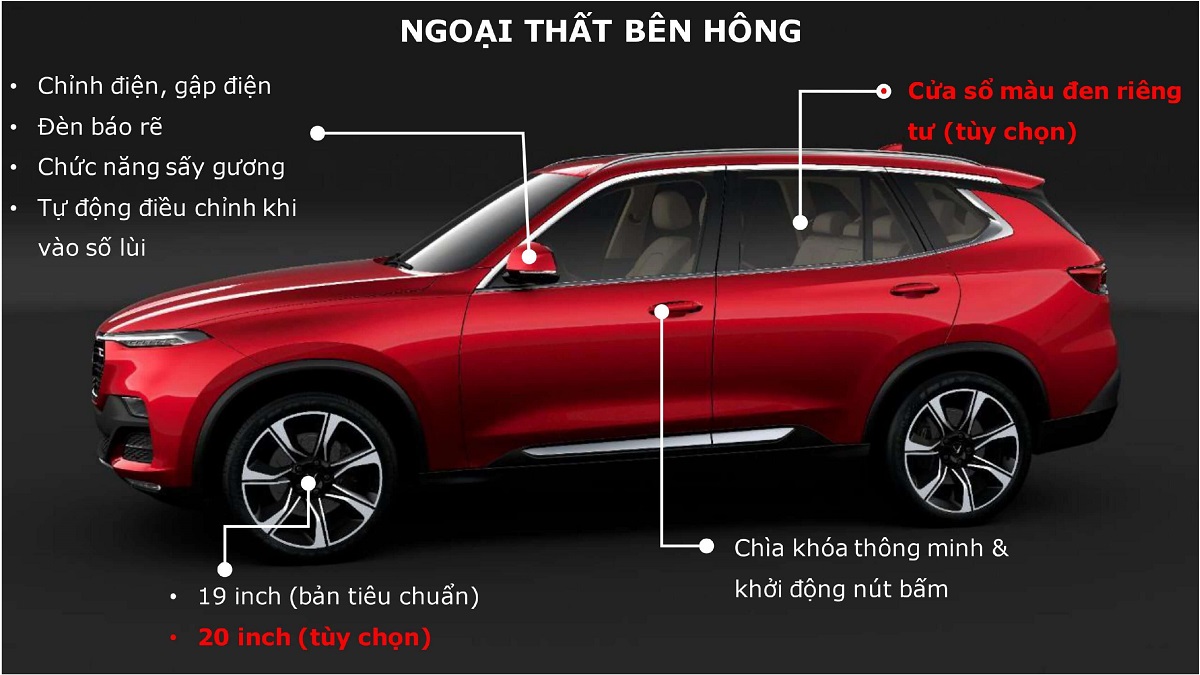 NGOẠI THẤT BÊN HÔNG
• Chỉnh điện, gập điện
• Đèn báo rẽ
• Chức năng sấy gương
• Tự động điều chỉnh khi
vào số lùi
Cửa sổ màu đen riêng
tư (tùy chọn)
• 19 inch (bản tiêu chuẩn)
• 20 inch (tùy chọn)
Chìa khóa thông minh &
khởi động nút bấm